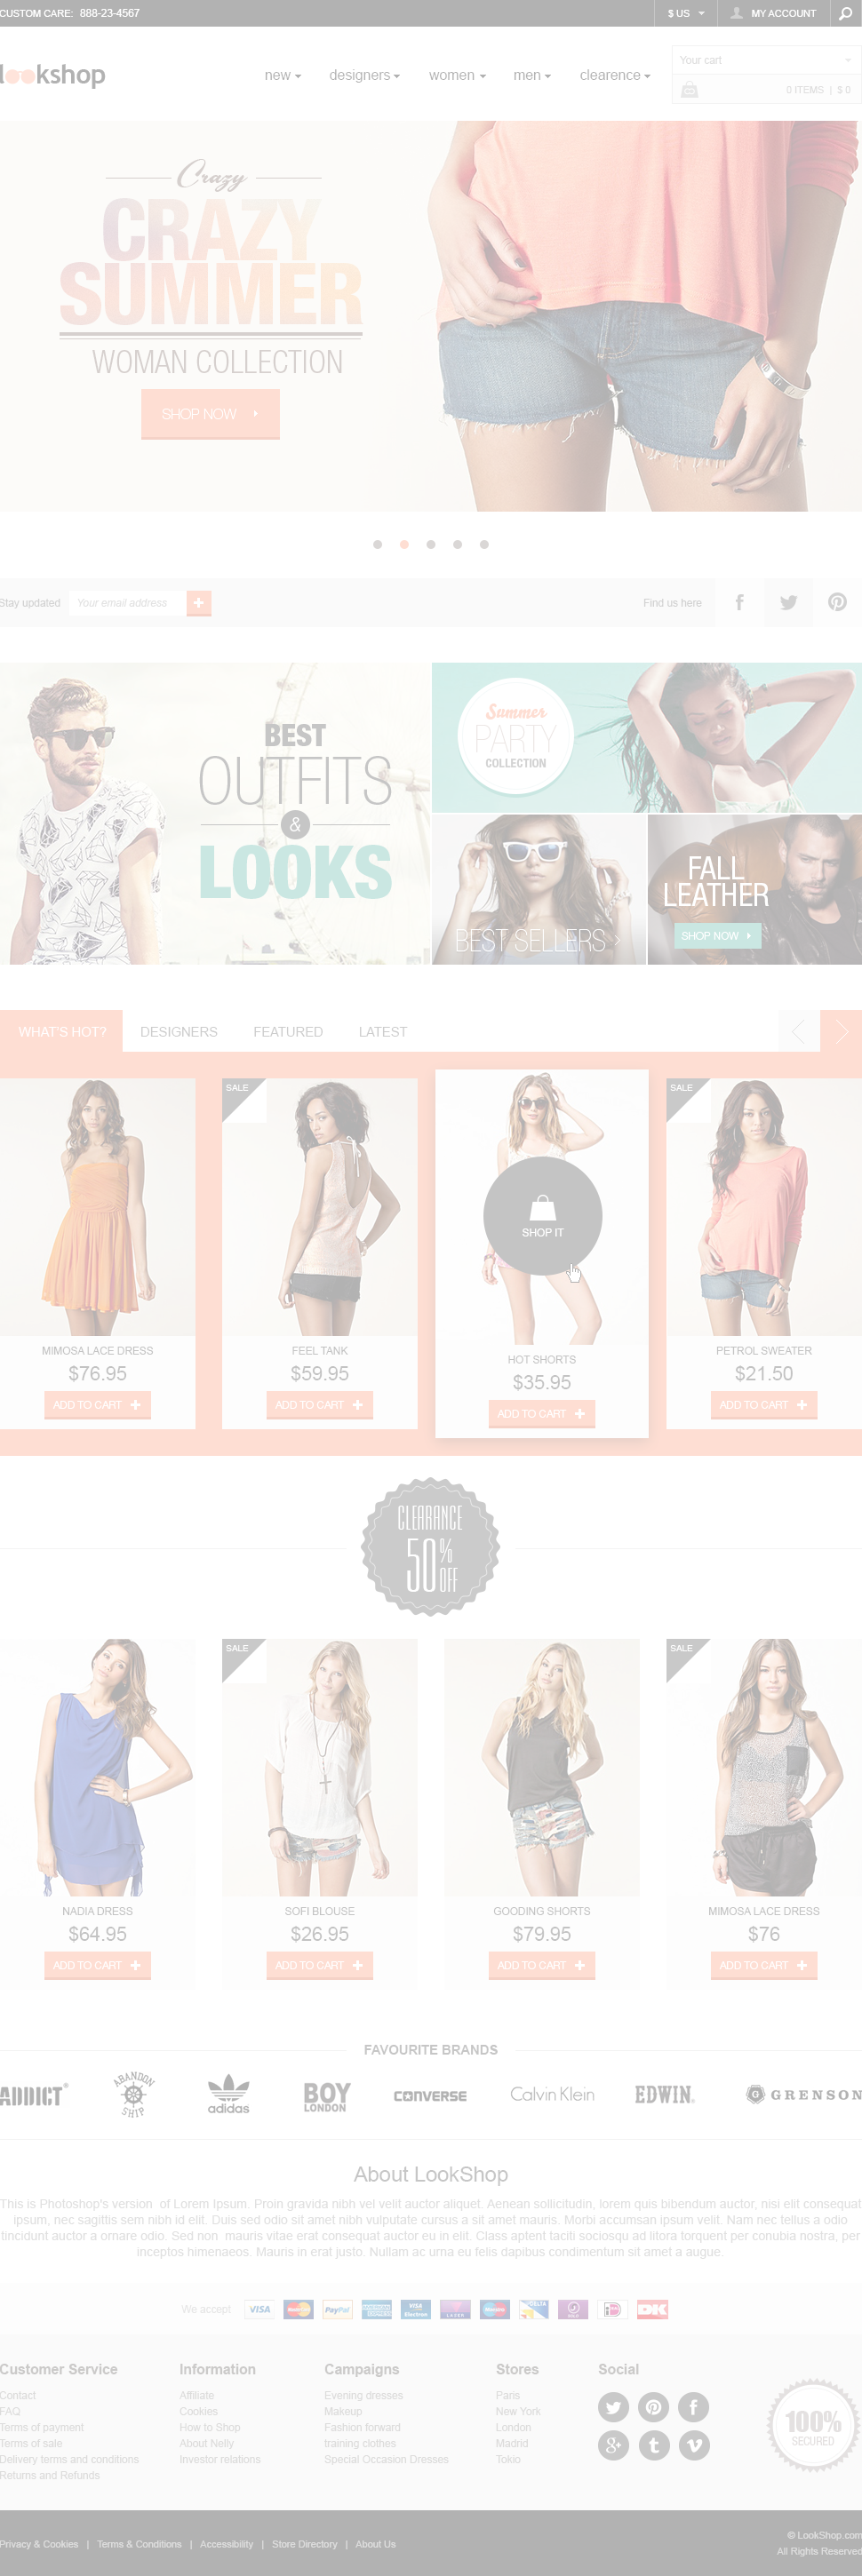 CUSTOM CARE: 888-23-4567
$ US
MY ACCOUNT
lookshop
new
designers
women
men
clearence
Your cart
0 ITEMS | $ 0
Crazy
CRAZY
SUMMER
WOMAN COLLECTION
SHOP NOW
Stay updated
Your email address
Find us here
BEST
OUTFITS
&
LOOKS
Summer
PARTY
COLLECTION
BEST SELLERS
FALL
LEATHER
SHOP NOW
WHAT'S HOT?
DESIGNERS
FEATURED
LATEST
SALE
SALE
SHOP IT
MIMOSA LACE DRESS
$76.95
ADD TO CART
FEEL TANK
$59.95
ADD TO CART
HOT SHORTS
$35.95
ADD TO CART
PETROL SWEATER
$21.50
ADD TO CART
CLEARANCE
50% OFF
SALE
SALE
NADIA DRESS
$64.95
ADD TO CART
SOFI BLOUSE
$26.95
ADD TO CART
GOODING SHORTS
$79.95
ADD TO CART
MIMOSA LACE DRESS
$76
ADD TO CART
FAVOURITE BRANDS
ADDICT
ABANDON SHIP
adidas
BOY
LONDON
CONVERSE
Calvin Klein
EDWIN
GRENSON
About LookShop
This is Photoshop's version of Lorem Ipsum. Proin gravida nibh vel velit auctor aliquet. Aenean sollicitudin, lorem quis bibendum auctor, nisi elit consequat
ipsum, nec sagittis sem nibh id elit. Duis sed odio sit amet nibh vulputate cursus a sit amet mauris. Morbi accumsan ipsum velit. Nam nec tellus a odio
tincidunt auctor a ornare odio. Sed non mauris vitae erat consequat auctor eu in elit. Class aptent taciti sociosqu ad litora torquent per conubia nostra, per
inceptos himenaeos. Mauris in erat justo. Nullam ac urna eu felis dapibus condimentum sit amet a augue.
We accept
VISA
MasterCard
PayPal
AMERICAN EXPRESS
VISA Electron
Maestro
SOLO
DK
Customer Service
Contact
FAQ
Terms of payment
Terms of sale
Delivery terms and conditions
Returns and Refunds
Information
Affiliate
Cookies
How to Shop
About Nelly
Investor relations
Campaigns
Evening dresses
Makeup
Fashion forward
training clothes
Special Occasion Dresses
Stores
Paris
New York
London
Madrid
Tokio
Social
100%
SECURED
Privacy & Cookies | Terms & Conditions | Accessibility | Store Directory | About Us
© LookShop.com
All Rights Reserved